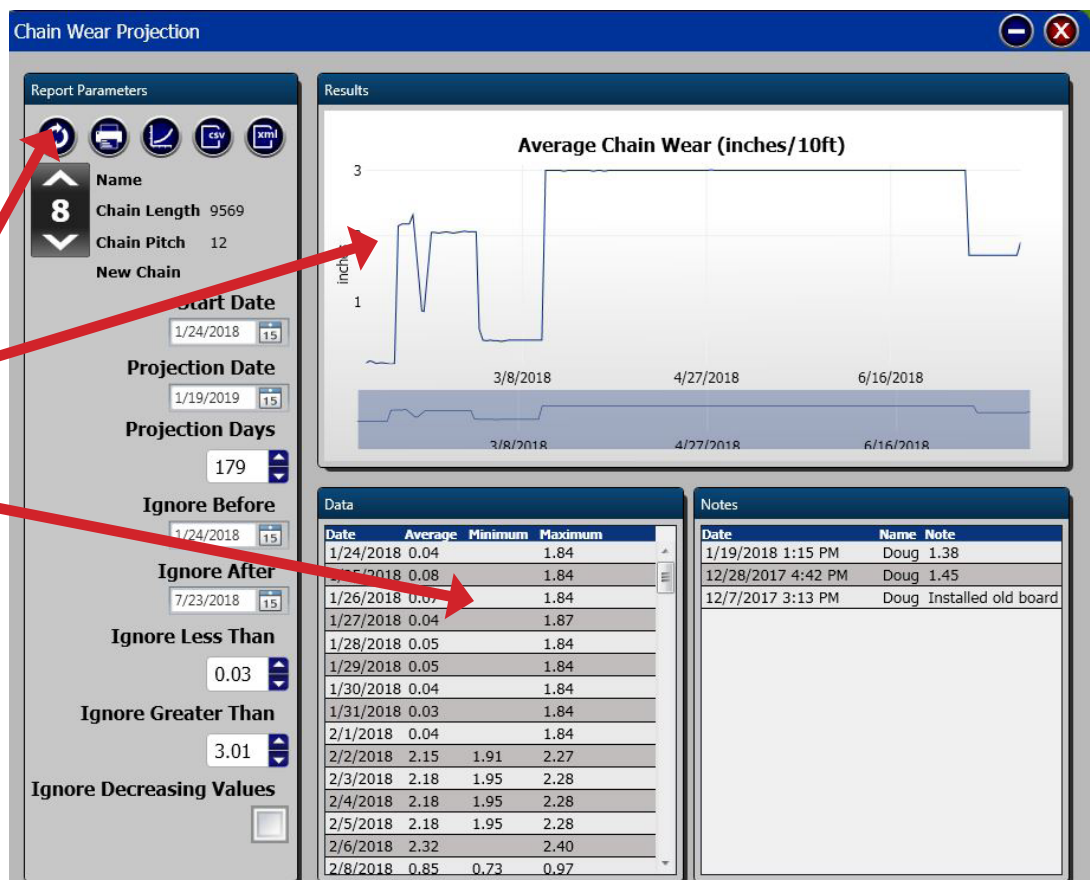 Chain Wear Projection
Report Parameters
csv
xml
8
Name
Chain Length 9569
Chain Pitch 12
New Chain
Start Date
1/24/2018 15
Projection Date
1/19/2019 15
Projection Days
179
Ignore Before
1/24/2018 15
Ignore After
7/23/2018 15
Ignore Less Than
0.03
Ignore Greater Than
3.01
Ignore Decreasing Values
Results
Average Chain Wear (inches/10ft)
3
1
3/8/2018 4/27/2018 6/16/2018
3/8/2018 4/27/2018 6/16/2018
Data
Date Average Minimum Maximum
1/24/2018 0.04 1.84
1/25/2018 0.08 1.84
1/26/2018 0.07 1.84
1/27/2018 0.04 1.87
1/28/2018 0.05 1.84
1/29/2018 0.05 1.84
1/30/2018 0.04 1.84
1/31/2018 0.03 1.84
2/1/2018 0.04 1.84
2/2/2018 2.15 1.91 2.27
2/3/2018 2.18 1.95 2.28
2/4/2018 2.18 1.95 2.28
2/5/2018 2.18 1.95 2.28
2/6/2018 2.32 2.40
2/8/2018 0.85 0.73 0.97
Notes
Date Name Note
1/19/2018 1:15 PM Doug 1.38
12/28/2017 4:42 PM Doug 1.45
12/7/2017 3:13 PM Doug Installed old board